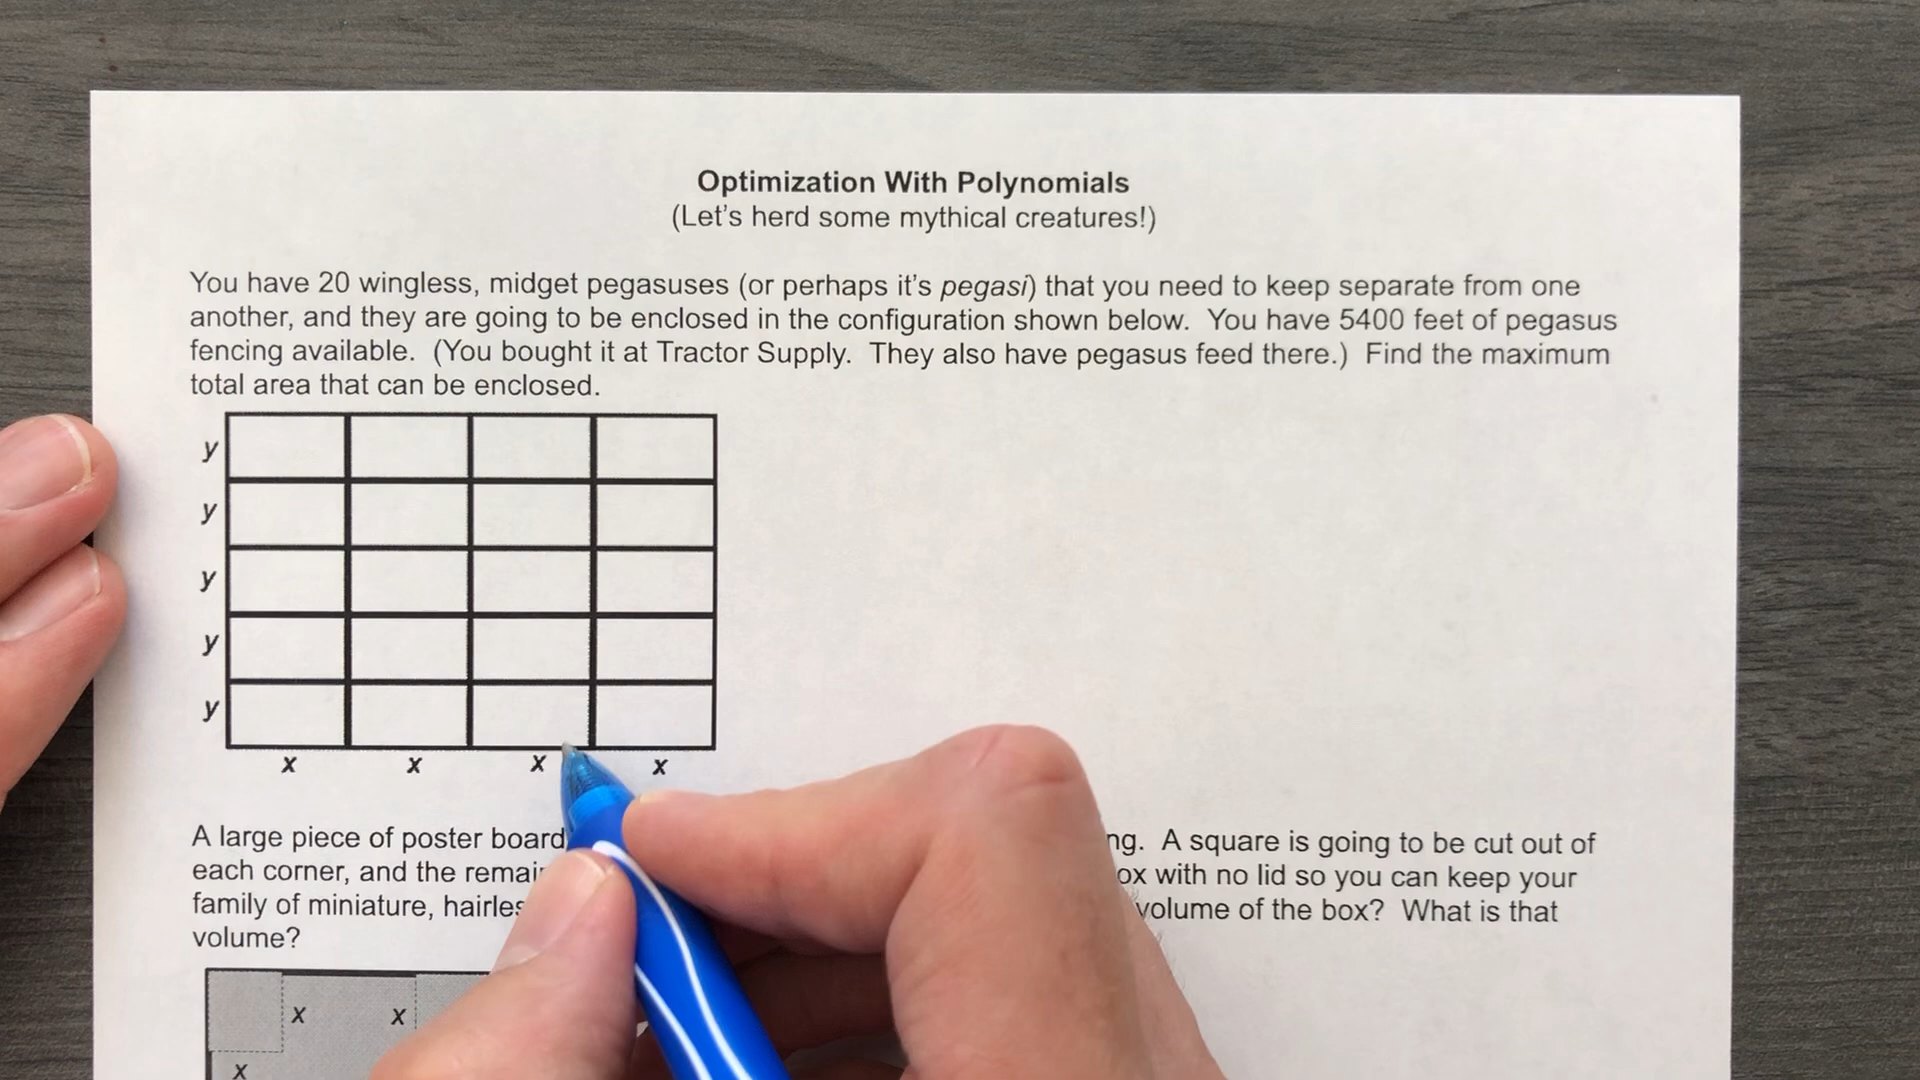 Optimization With Polynomials
(Let's herd some mythical creatures!)
You have 20 wingless, midget pegasuses (or perhaps it's pegasi) that you need to keep separate from one
another, and they are going to be enclosed in the configuration shown below. You have 5400 feet of pegasus
fencing available. (You bought it at Tractor Supply. They also have pegasus feed there.) Find the maximum
total area that can be enclosed.
y
y
y
y
y
x x x x
A large piece of poster board ng. A square is going to be cut out of
each corner, and the remain ox with no lid so you can keep your
family of miniature, hairles volume of the box? What is that
volume?
x x
x